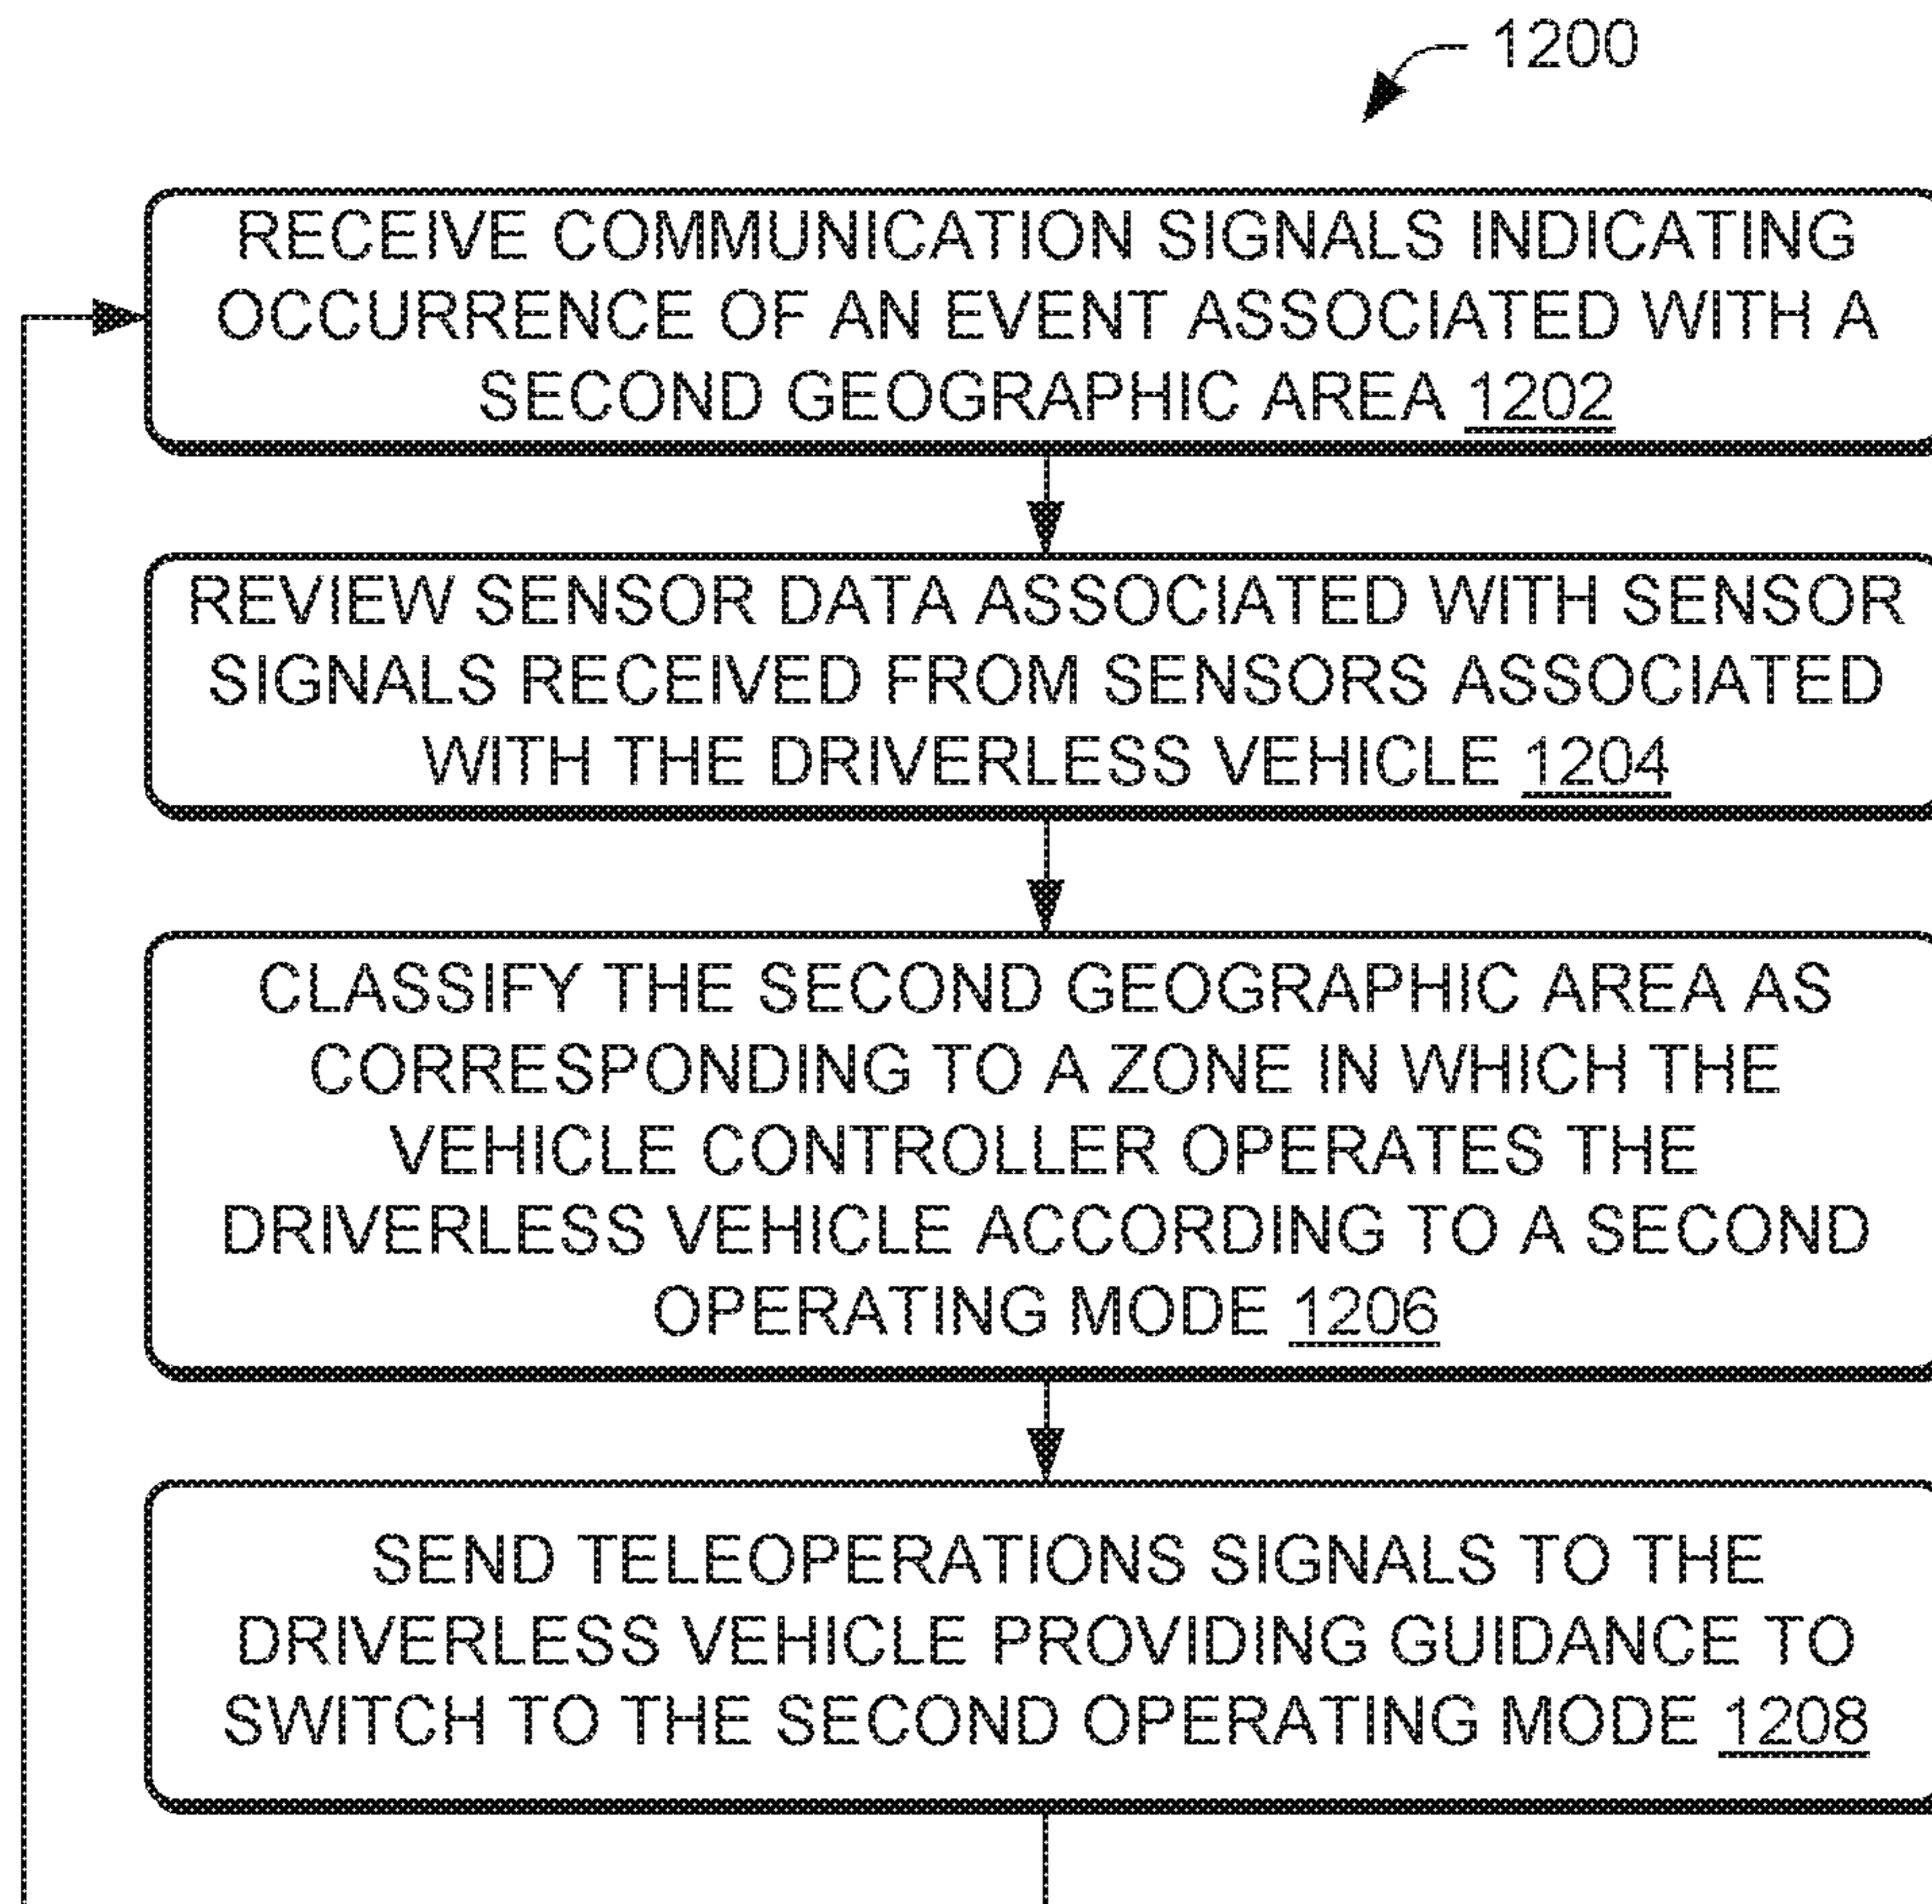 1200
RECEIVE COMMUNICATION SIGNALS INDICATING
OCCURRENCE OF AN EVENT ASSOCIATED WITH A
SECOND GEOGRAPHIC AREA 1202
REVIEW SENSOR DATA ASSOCIATED WITH SENSOR
SIGNALS RECEIVED FROM SENSORS ASSOCIATED
WITH THE DRIVERLESS VEHICLE 1204
CLASSIFY THE SECOND GEOGRAPHIC AREA AS
CORRESPONDING TO A ZONE IN WHICH THE
VEHICLE CONTROLLER OPERATES THE
DRIVERLESS VEHICLE ACCORDING TO A SECOND
OPERATING MODE 1206
SEND TELEOPERATIONS SIGNALS TO THE
DRIVERLESS VEHICLE PROVIDING GUIDANCE TO
SWITCH TO THE SECOND OPERATING MODE 1208